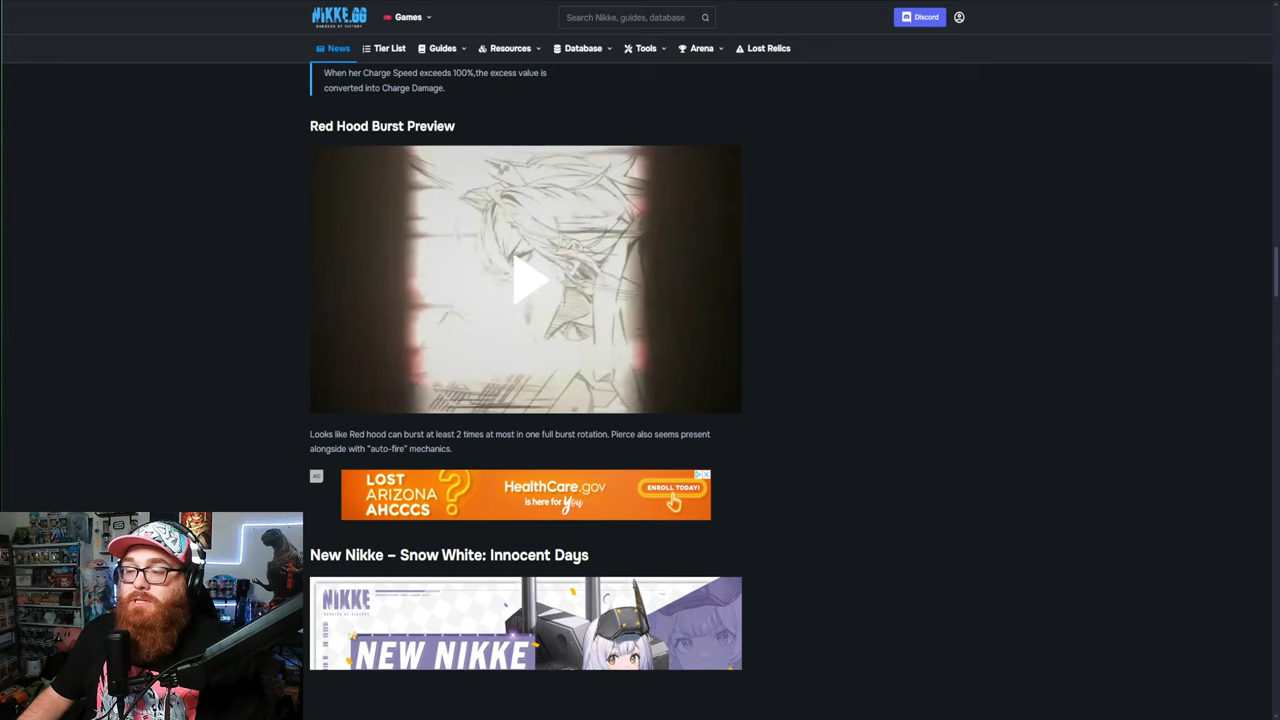 NIKKE.GG
GODDESS OF VICTORY
Games
Search Nikke, guides, database.
Discord
News
Tier List
Guides
Resources
Database
Tools
Arena
Lost Relics
When her Charge Speed exceeds 100%,the excess value is
converted into Charge Damage.
Red Hood Burst Preview
Looks like Red hood can burst at least 2 times at most in one full burst rotation. Pierce also seems present
alongside with "auto-fire" mechanics.
AD
LOST
ARIZONA
AHCCCS
?
HealthCare.gov
is here for you
ENROLL TODAY!
New Nikke – Snow White: Innocent Days
NIKKE
NEW NIKKE